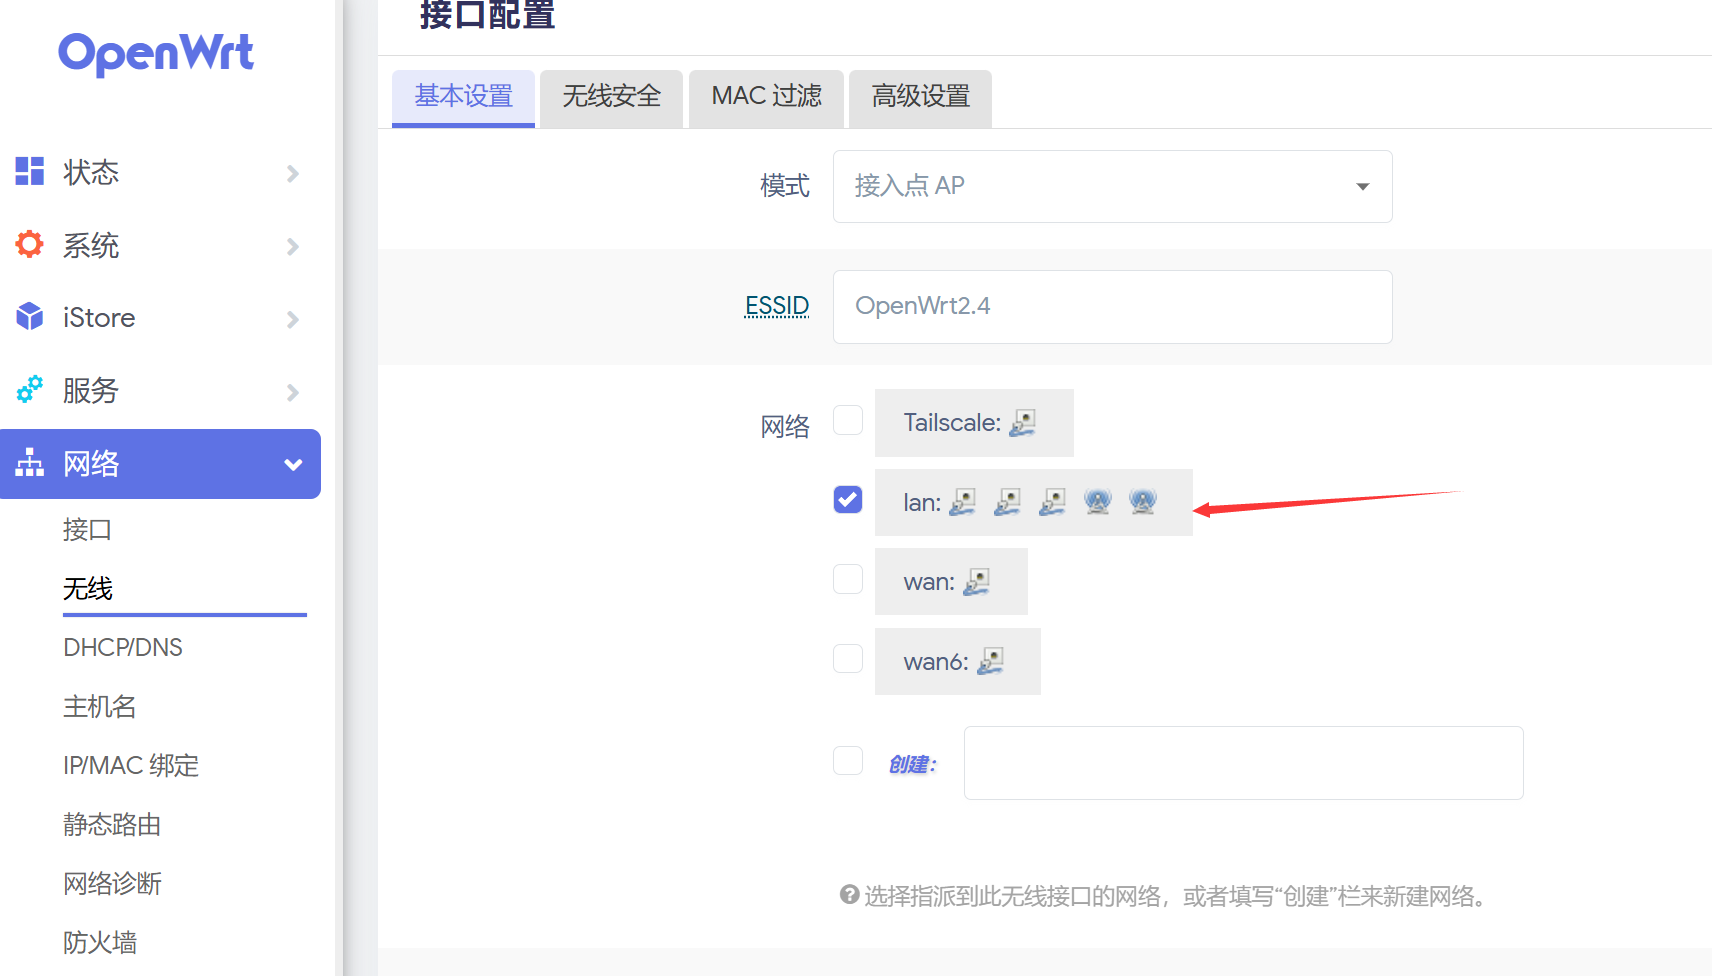 OpenWrt
状态
系统
iStore
服务
网络
接口
无线
DHCP/DNS
主机名
IP/MAC 绑定
静态路由
网络诊断
防火墙
接口配置
基本设置
无线安全
MAC 过滤
高级设置
模式
接入点 AP
ESSID
OpenWrt2.4
网络
Tailscale:
lan:
wan:
wan6:
创建：
选择指派到此无线接口的网络，或者填写“创建”栏来新建网络。